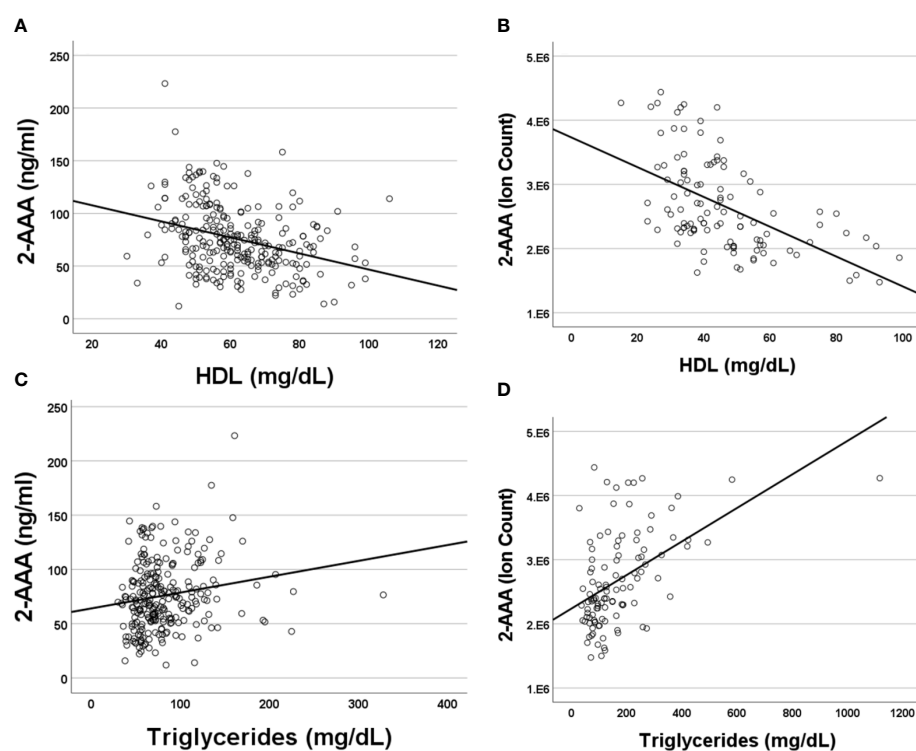 A
250
200
150
100
50
0
2-AAA (ng/ml)
20 40 60 80 100 120
HDL (mg/dL)
B
5.E6
4.E6
3.E6
2.E6
1.E6
2-AAA (Ion Count)
0 20 40 60 80 100
HDL (mg/dL)
C
250
200
150
100
50
0
2-AAA (ng/ml)
0 100 200 300 400
Triglycerides (mg/dL)
D
5.E6
4.E6
3.E6
2.E6
1.E6
2-AAA (Ion Count)
0 200 400 600 800 1000 1200
Triglycerides (mg/dL)